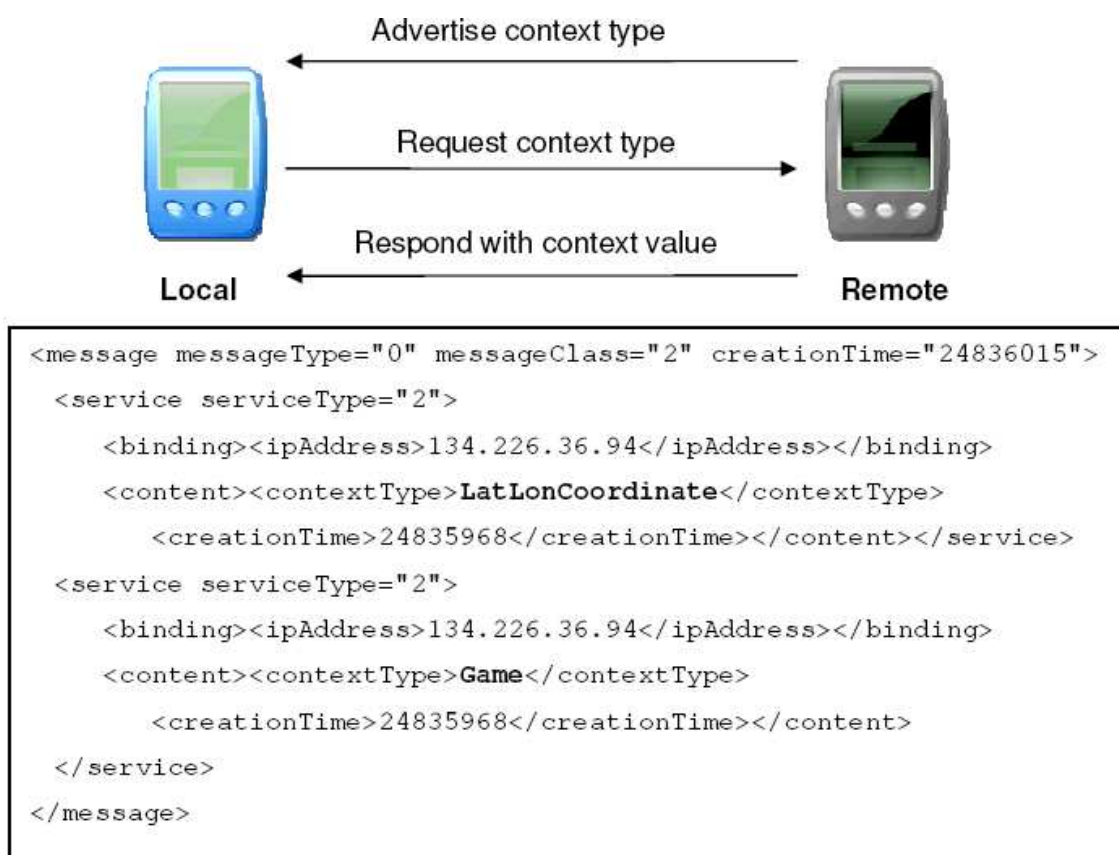 Advertise context type
Request context type
Respond with context value
Local
Remote
<message messageType="0" messageClass="2" creationTime="24836015">
<service serviceType="2">
<binding><ipAddress>134.226.36.94</ipAddress></binding>
<content><contextType>LatLonCoordinate</contextType>
<creationTime>24835968</creationTime></content></service>
<service serviceType="2">
<binding><ipAddress>134.226.36.94</ipAddress></binding>
<content><contextType>Game</contextType>
<creationTime>24835968</creationTime></content>
</service>
</message>